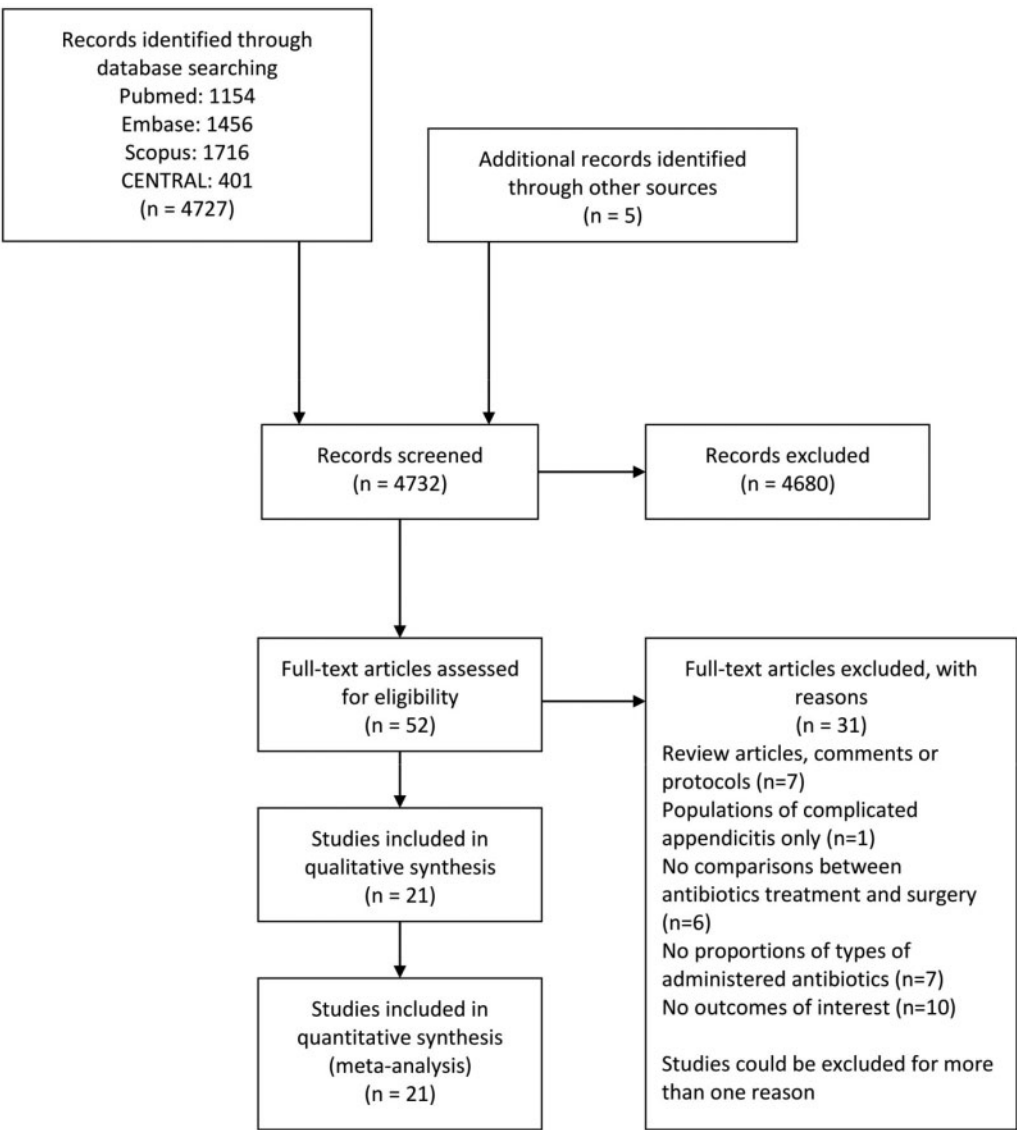 Records identified through
database searching
Pubmed: 1154
Embase: 1456
Scopus: 1716
CENTRAL: 401
(n = 4727)
Additional records identified
through other sources
(n = 5)
Records screened
(n = 4732)
Records excluded
(n = 4680)
Full-text articles assessed
for eligibility
(n = 52)
Full-text articles excluded, with
reasons
(n = 31)
Review articles, comments or
protocols (n=7)
Populations of complicated
appendicitis only (n=1)
No comparisons between
antibiotics treatment and surgery
(n=6)
No proportions of types of
administered antibiotics (n=7)
No outcomes of interest (n=10)
Studies could be excluded for more
than one reason
Studies included in
qualitative synthesis
(n = 21)
Studies included in
quantitative synthesis
(meta-analysis)
(n = 21)